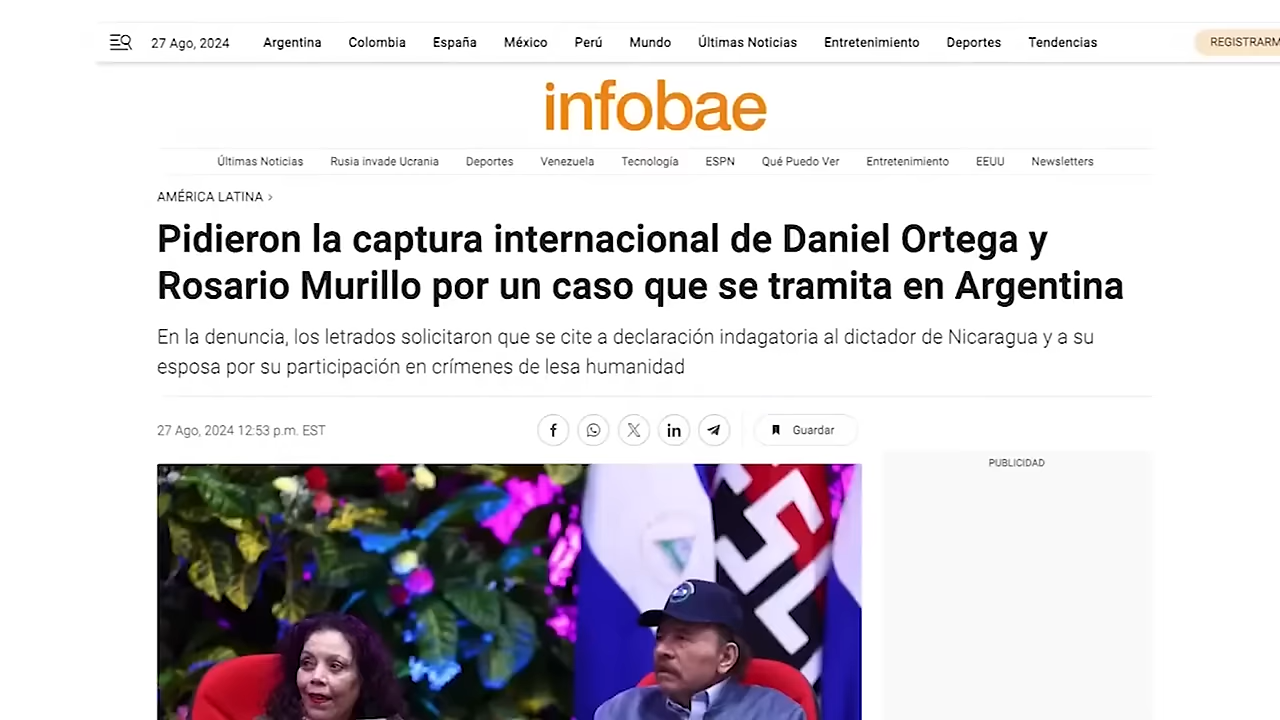 27 Ago, 2024 Argentina Colombia España México Perú Mundo Últimas Noticias Entretenimiento Deportes Tendencias REGISTRARM
infobae
Últimas Noticias Rusia invade Ucrania Deportes Venezuela Tecnología ESPN Qué Puedo Ver Entretenimiento EEUU Newsletters
AMÉRICA LATINA >
Pidieron la captura internacional de Daniel Ortega y
Rosario Murillo por un caso que se tramita en Argentina
En la denuncia, los letrados solicitaron que se cite a declaración indagatoria al dictador de Nicaragua y a su
esposa por su participación en crímenes de lesa humanidad
27 Ago, 2024 12:53 p.m. EST
Guardar
PUBLICIDAD